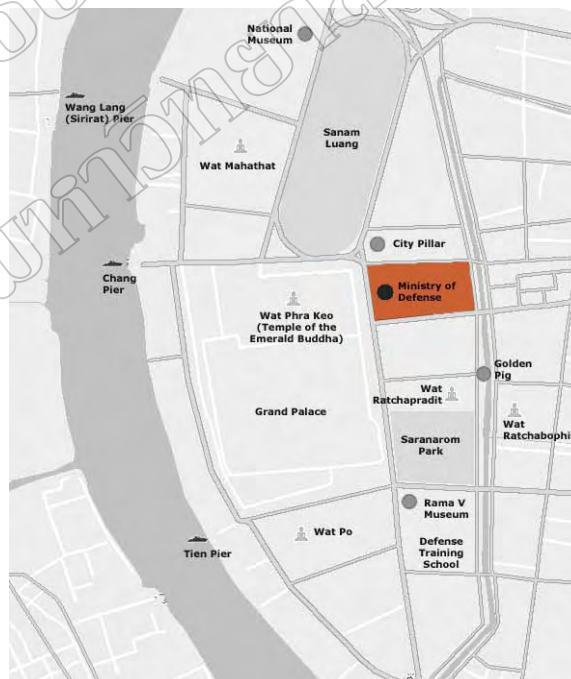 National
Museum
Wang Lang
(Sirirat) Pier
Sanam
Luang
Wat Mahathat
City Pillar
Chang
Pier
Ministry of
Defense
Wat Phra Keo
(Temple of the
Emerald Buddha)
Golden
Pig
Wat
Ratchapradit
Grand Palace
Wat
Saranarom
Park
Rama V
Museum
Wat Po
Tien Pier
Defense
Training
School